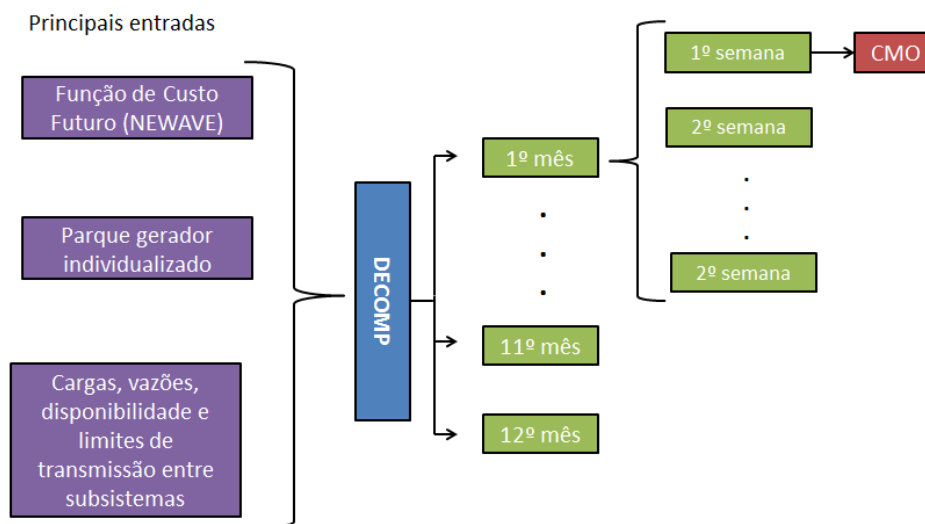 Principais entradas
Função de Custo
Futuro (NEWAVE)
Parque gerador
individualizado
Cargas, vazões,
disponibilidade e
limites de
transmissão entre
subsistemas
DECOMP
1º mês
11º mês
12º mês
1º semana
2º semana
2º semana
CMO